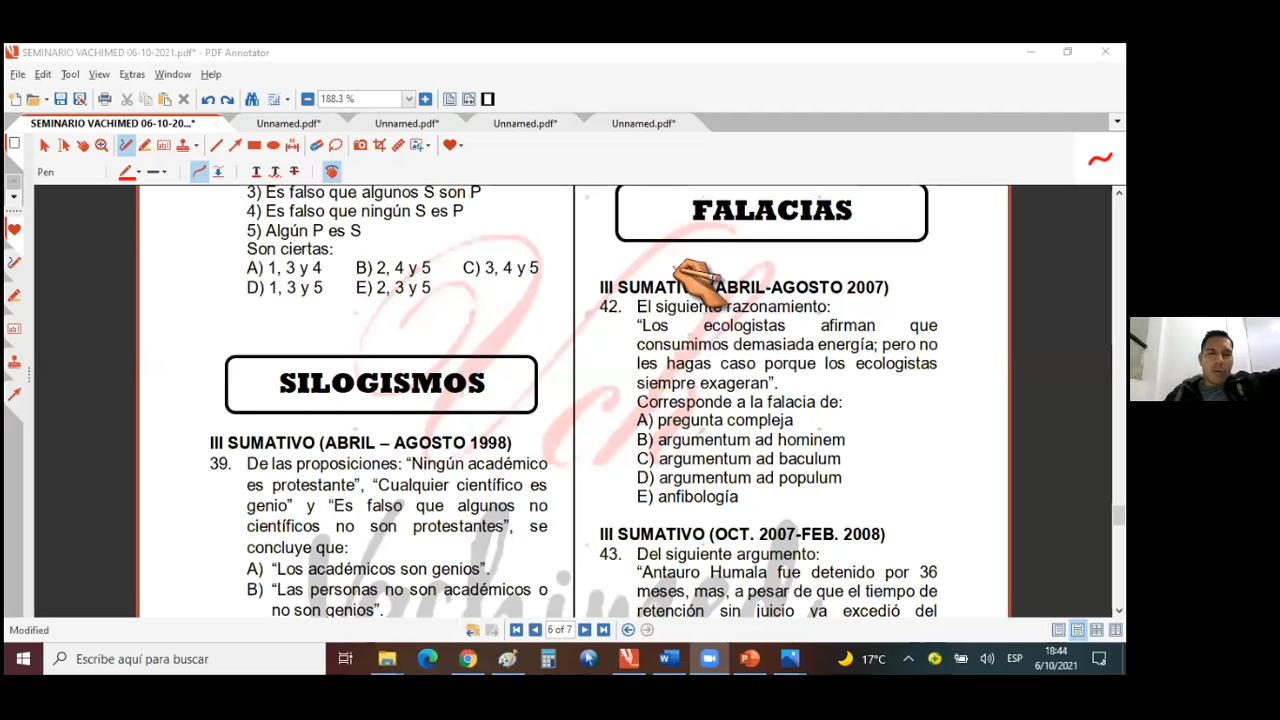 SEMINARIO VACHIMED 06-10-2021.pdf* - PDF Annotator
File Edit Tool View Extras Window Help
188.3 %
SEMINARIO VACHIMED 06-10-20...* Unnamed.pdf* Unnamed.pdf* Unnamed.pdf* Unnamed.pdf*
Pen
3) Es falso que algunos S son P
4) Es falso que ningún S es P
5) Algún P es S
Son ciertas:
A) 1, 3 y 4 B) 2, 4 y 5 C) 3, 4 y 5
D) 1, 3 y 5 E) 2, 3 y 5
SILOGISMOS
III SUMATIVO (ABRIL – AGOSTO 1998)
39. De las proposiciones: “Ningún académico
es protestante”, “Cualquier científico es
genio” y “Es falso que algunos no
científicos no son protestantes”, se
concluye que:
A) “Los académicos son genios”.
B) “Las personas no son académicos o
no son genios”.
FALACIAS
III SUMATIVO (ABRIL-AGOSTO 2007)
42. El siguiente razonamiento:
“Los ecologistas afirman que
consumimos demasiada energía; pero no
les hagas caso porque los ecologistas
siempre exageran”.
Corresponde a la falacia de:
A) pregunta compleja
B) argumentum ad hominem
C) argumentum ad baculum
D) argumentum ad populum
E) anfibología
III SUMATIVO (OCT. 2007-FEB. 2008)
43. Del siguiente argumento:
“Antauro Humala fue detenido por 36
meses, mas, a pesar de que el tiempo de
retención sin juicio ya excedió del
Vch
Vachimed
Modified
6 of 7
Escribe aquí para buscar
17°C
ESP
18:44
6/10/2021